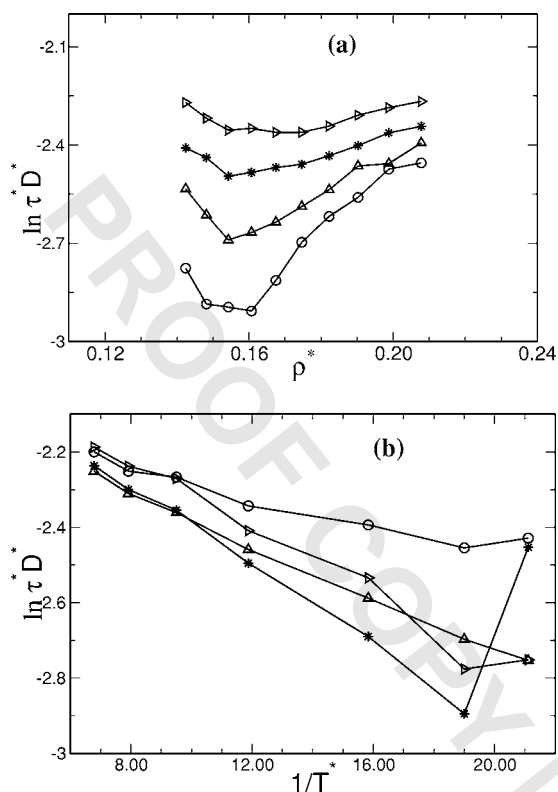 (a)
-2.1
-2.4
-2.7
-3
ln τ* D*
0.12
0.16
0.20
0.24
ρ*
(b)
-2.2
-2.4
-2.6
-2.8
-3
ln τ* D*
8.00
12.00
16.00
20.00
1/T*
PROOF COPY